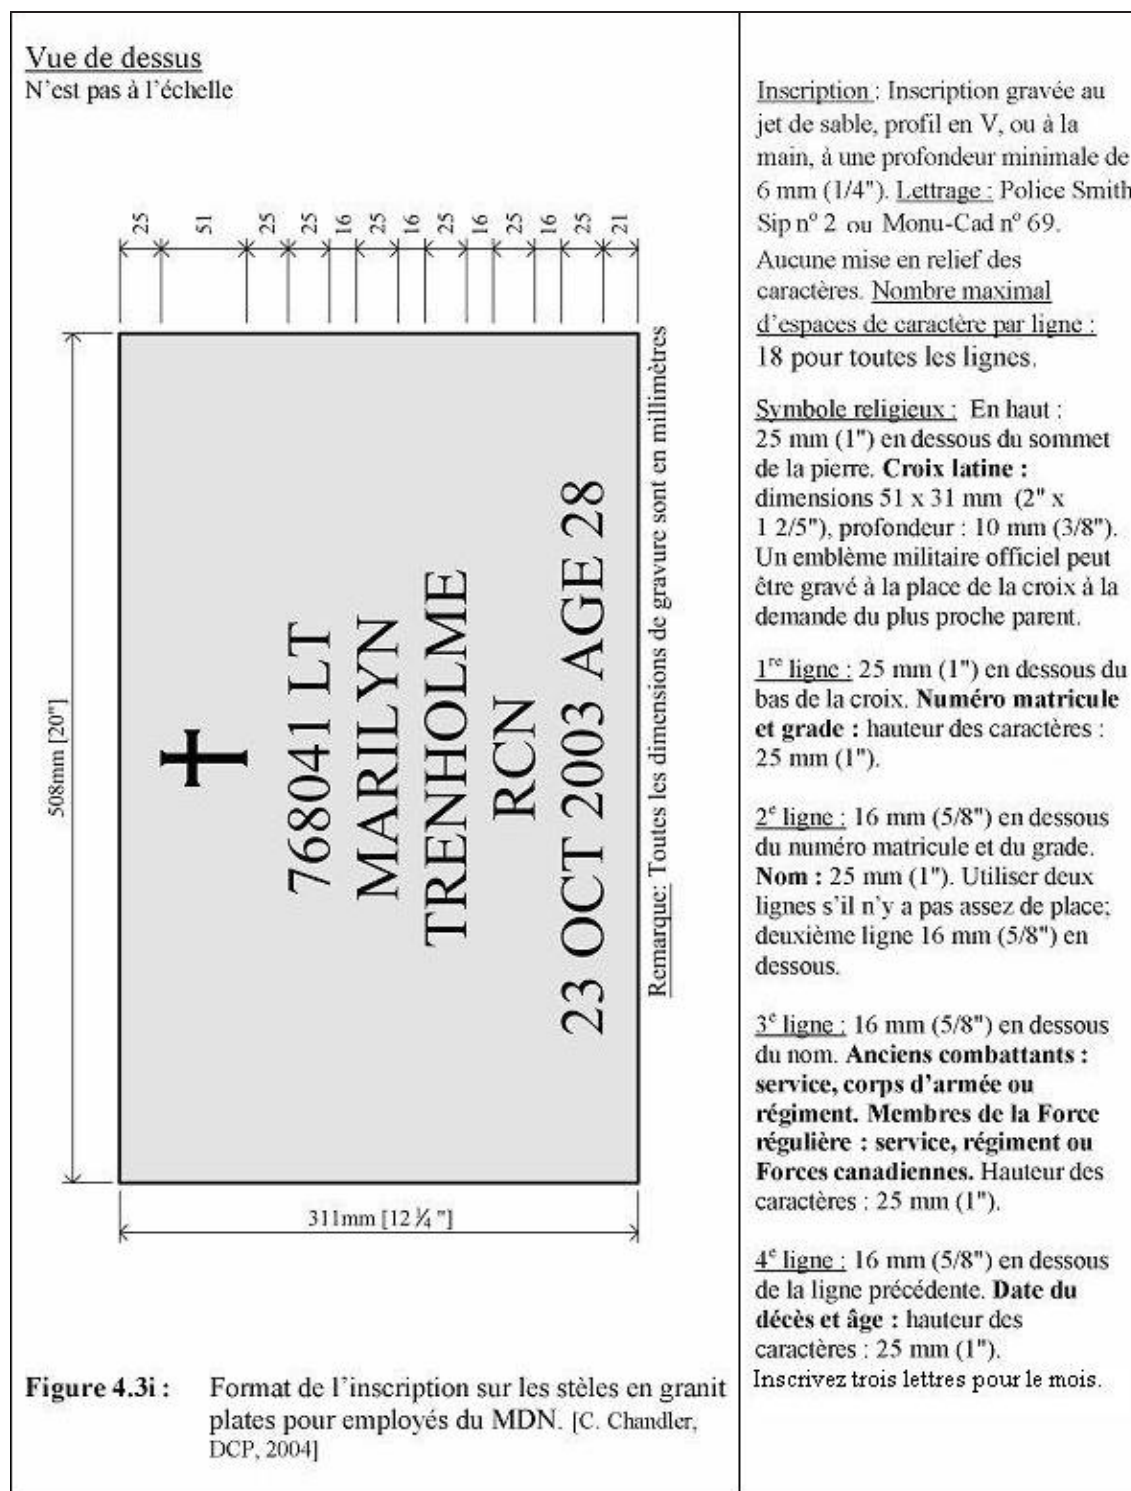 Vue de dessus
N'est pas à l'échelle
25
51
25
25
16
25
16
25
16
25
16
25
21
508mm [20"]
768041 LT
MARILYN
TRENHOLME
RCN
23 OCT 2003 AGE 28
Remarque: Toutes les dimensions de gravure sont en millimètres
311mm [12 ¼ "]
Figure 4.3i : Format de l'inscription sur les stèles en granit
plates pour employés du MDN. [C. Chandler,
DCP, 2004]
Inscription : Inscription gravée au
jet de sable, profil en V, ou à la
main, à une profondeur minimale de
6 mm (1/4"). Lettrage : Police Smith
Sip nº 2 ou Monu-Cad nº 69.
Aucune mise en relief des
caractères. Nombre maximal
d'espaces de caractère par ligne :
18 pour toutes les lignes.
Symbole religieux : En haut :
25 mm (1") en dessous du sommet
de la pierre. Croix latine :
dimensions 51 x 31 mm (2" x
1 2/5"), profondeur : 10 mm (3/8").
Un emblème militaire officiel peut
être gravé à la place de la croix à la
demande du plus proche parent.
1re ligne : 25 mm (1") en dessous du
bas de la croix. Numéro matricule
et grade : hauteur des caractères :
25 mm (1").
2e ligne : 16 mm (5/8") en dessous
du numéro matricule et du grade.
Nom : 25 mm (1"). Utiliser deux
lignes s'il n'y a pas assez de place;
deuxième ligne 16 mm (5/8") en
dessous.
3e ligne : 16 mm (5/8") en dessous
du nom. Anciens combattants :
service, corps d'armée ou
régiment. Membres de la Force
régulière : service, régiment ou
Forces canadiennes. Hauteur des
caractères : 25 mm (1").
4e ligne : 16 mm (5/8") en dessous
de la ligne précédente. Date du
décès et âge : hauteur des
caractères : 25 mm (1").
Inscrivez trois lettres pour le mois.